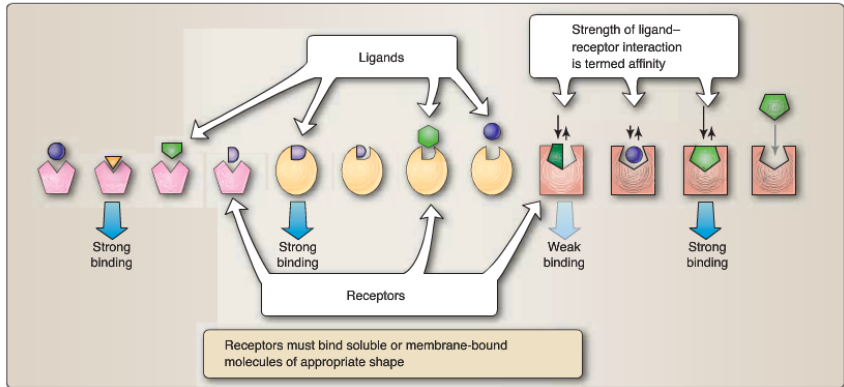 Ligands
Strength of ligand–
receptor interaction
is termed affinity
Strong
binding
Strong
binding
Weak
binding
Strong
binding
Receptors
Receptors must bind soluble or membrane-bound
molecules of appropriate shape